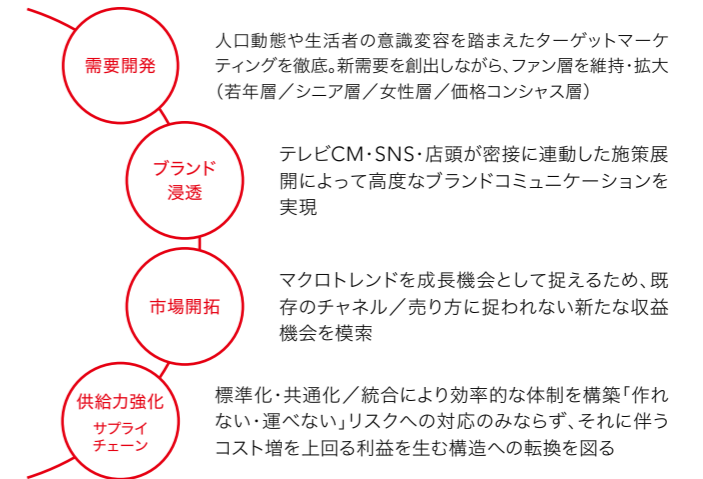 需要開発
人口動態や生活者の意識変容を踏まえたターゲットマーケ
ティングを徹底。新需要を創出しながら、ファン層を維持・拡大
（若年層／シニア層／女性層／価格コンシャス層）
ブランド
浸透
テレビCM・SNS・店頭が密接に連動した施策展
開によって高度なブランドコミュニケーションを
実現
市場開拓
マクロトレンドを成長機会として捉えるため、既
存のチャネル／売り方に捉われない新たな収益
機会を模索
供給力強化
サプライ
チェーン
標準化・共通化／統合により効率的な体制を構築「作れ
ない・運べない」リスクへの対応のみならず、それに伴う
コスト増を上回る利益を生む構造への転換を図る